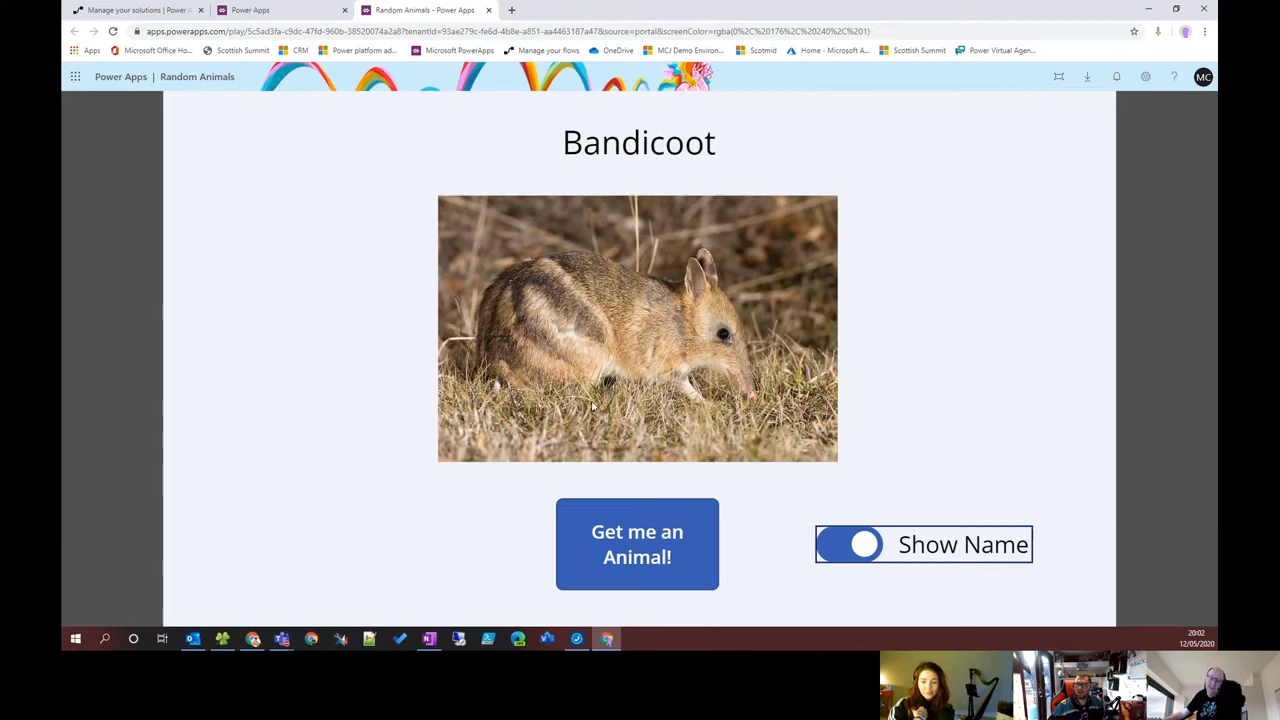 Manage your solutions | Power A
Power Apps
Random Animals - Power Apps
apps.powerapps.com/play/5c5ad3fa-c9dc-47fd-960b-38520074a2a8?tenantId=93ae279c-fe6d-4b8e-a851-aa4463187a47&source=portal&screenColor=rgba(0%2C%20176%2C%20240%2C%201)
Apps
Microsoft Office Ho...
Scottish Summit
CRM
Power platform ad...
Microsoft PowerApps
Manage your flows
OneDrive
MCJ Demo Environ...
Scotmid
Home - Microsoft A...
Scottish Summit
Power Virtual Agen...
Power Apps | Random Animals
MC
Bandicoot
Get me an
Animal!
Show Name
20:02
12/05/2020